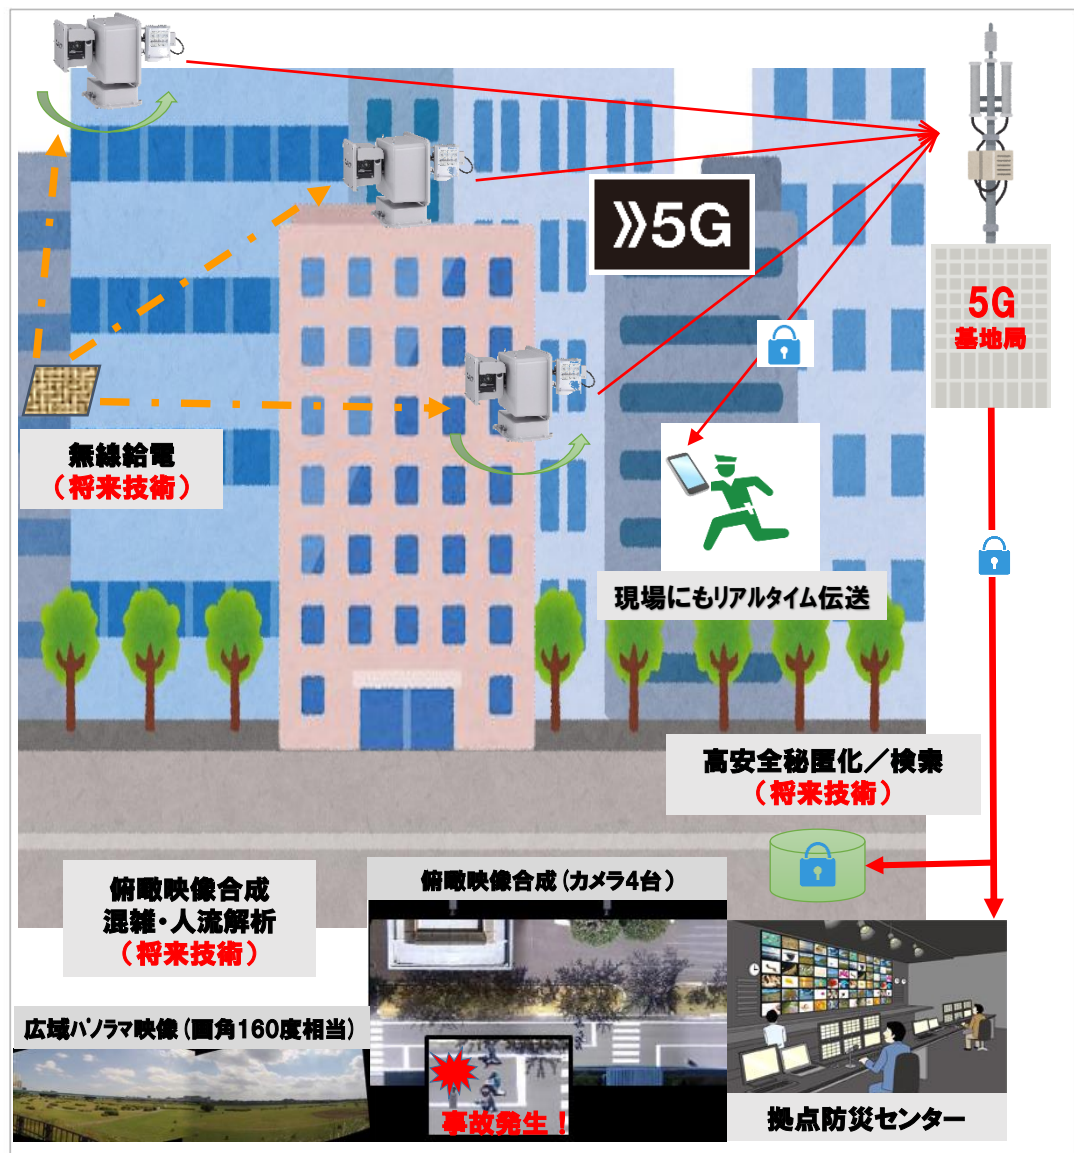 》5G
5G
基地局
無線給電
(将来技術)
現場にもリアルタイム伝送
高安全秘匿化/検索
(将来技術)
俯瞰映像合成
混雑・人流解析
(将来技術)
俯瞰映像合成(カメラ4台)
広域パノラマ映像(画角160度相当)
事故発生!
拠点防災センター